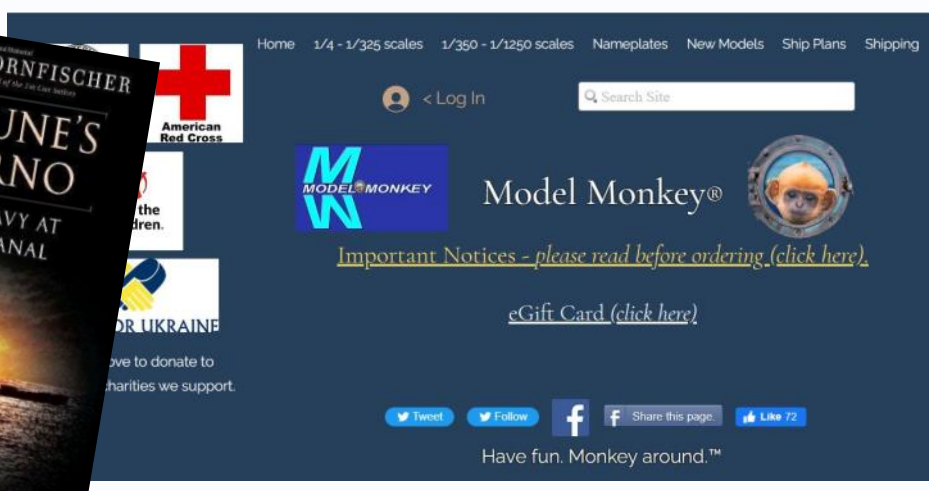 ORNFISCHER
UNE'S
RNO
VY AT
ANAL
American
Red Cross
the
dren.
OR UKRAINE
ove to donate to
charities we support.
Home 1/4 - 1/325 scales 1/350 - 1/1250 scales Nameplates New Models Ship Plans Shipping
< Log In
Search Site
MODEL MONKEY
Model Monkey®
Important Notices - please read before ordering (click here).
eGift Card (click here)
Tweet Follow f Share this page. Like 72
Have fun. Monkey around.™